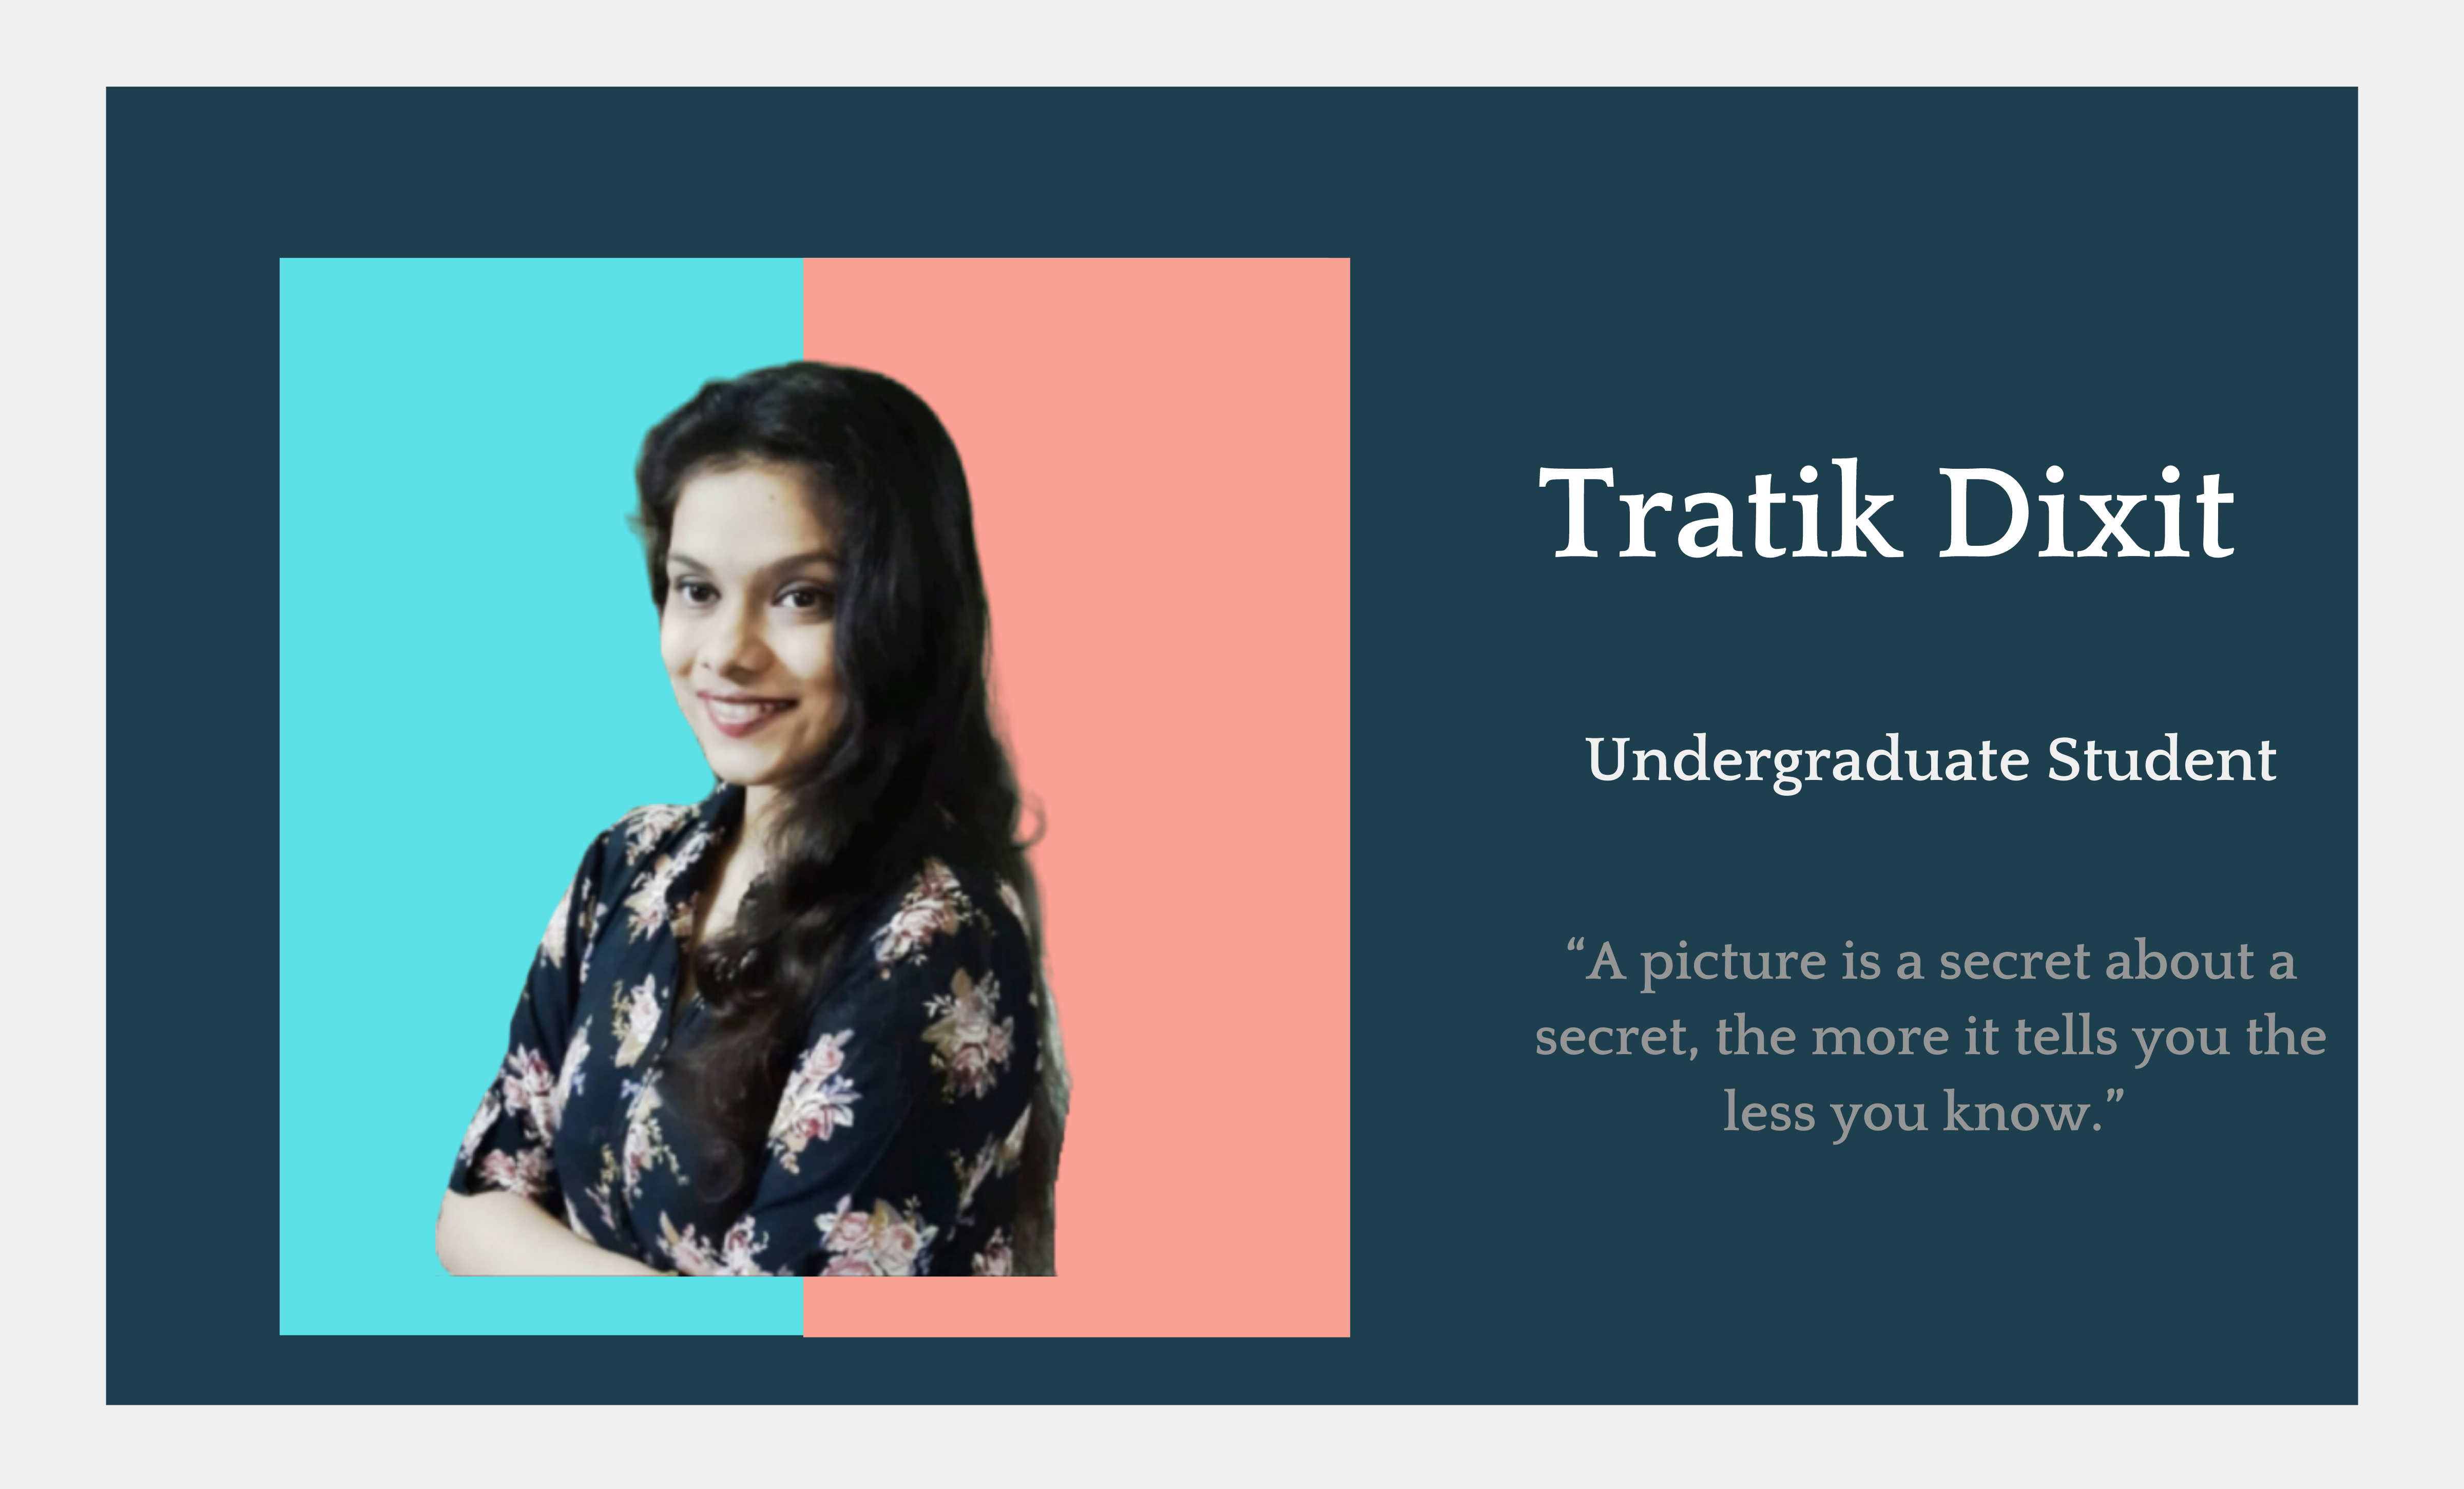 Tratik Dixit
Undergraduate Student
“A picture is a secret about a
secret, the more it tells you the
less you know.”